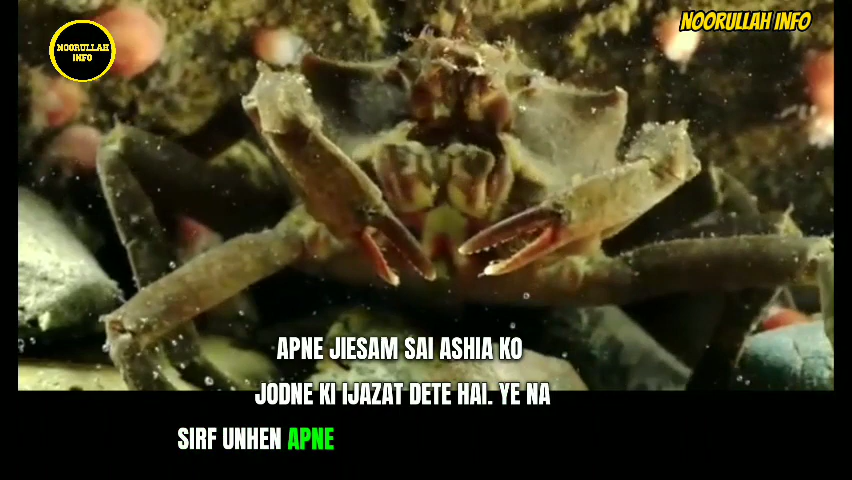 NOORULLAH INFO
NOORULLAH
INFO
APNE JIESAM SAI ASHIA KO
JODNE KI IJAZAT DETE HAI. YE NA
SIRF UNHEN APNE